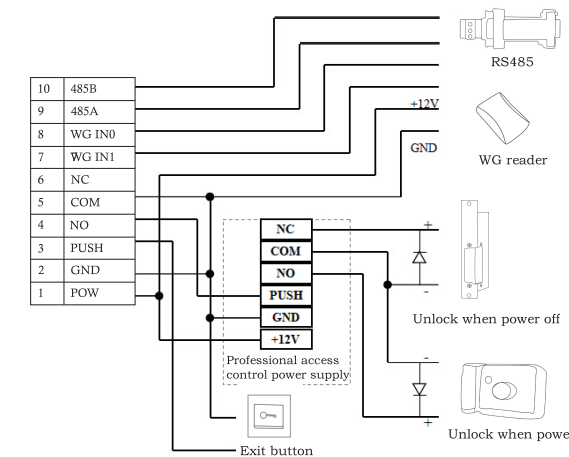 RS485
10 485B
9 485A
8 WG IN0
7 WG IN1
6 NC
5 COM
4 NO
3 PUSH
2 GND
1 POW
+12V
GND
WG reader
NC
COM
NO
PUSH
GND
+12V
Professional access
control power supply
+
-
Unlock when power off
-
+
Unlock when powe
Exit button